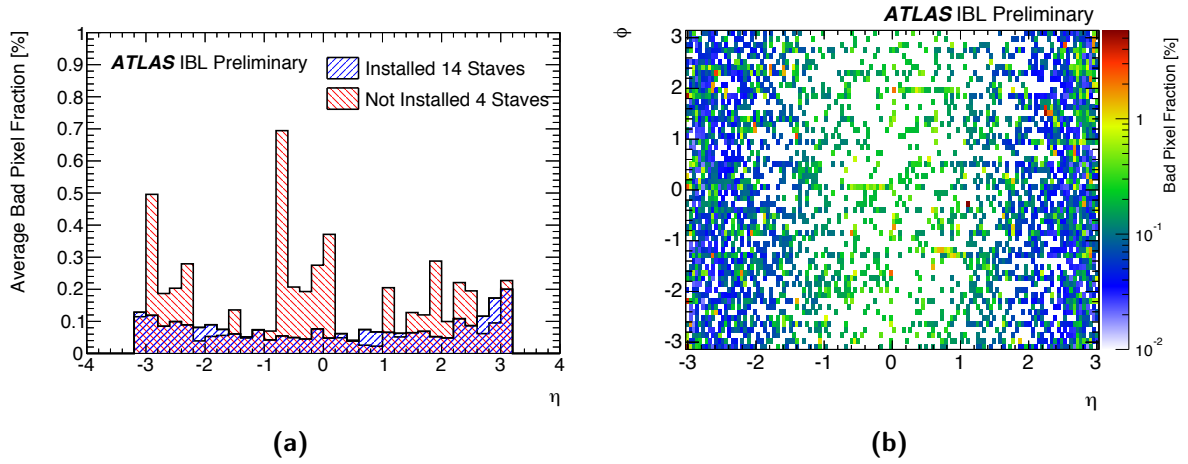 Average Bad Pixel Fraction [%]
1
0.9
0.8
0.7
0.6
0.5
0.4
0.3
0.2
0.1
0
-4 -3 -2 -1 0 1 2 3 4
η
ATLAS IBL Preliminary
Installed 14 Staves
Not Installed 4 Staves
(a)
ATLAS IBL Preliminary
φ
3
2
1
0
-1
-2
-3
-3 -2 -1 0 1 2 3
η
1
10-1
10-2
Bad Pixel Fraction [%]
(b)